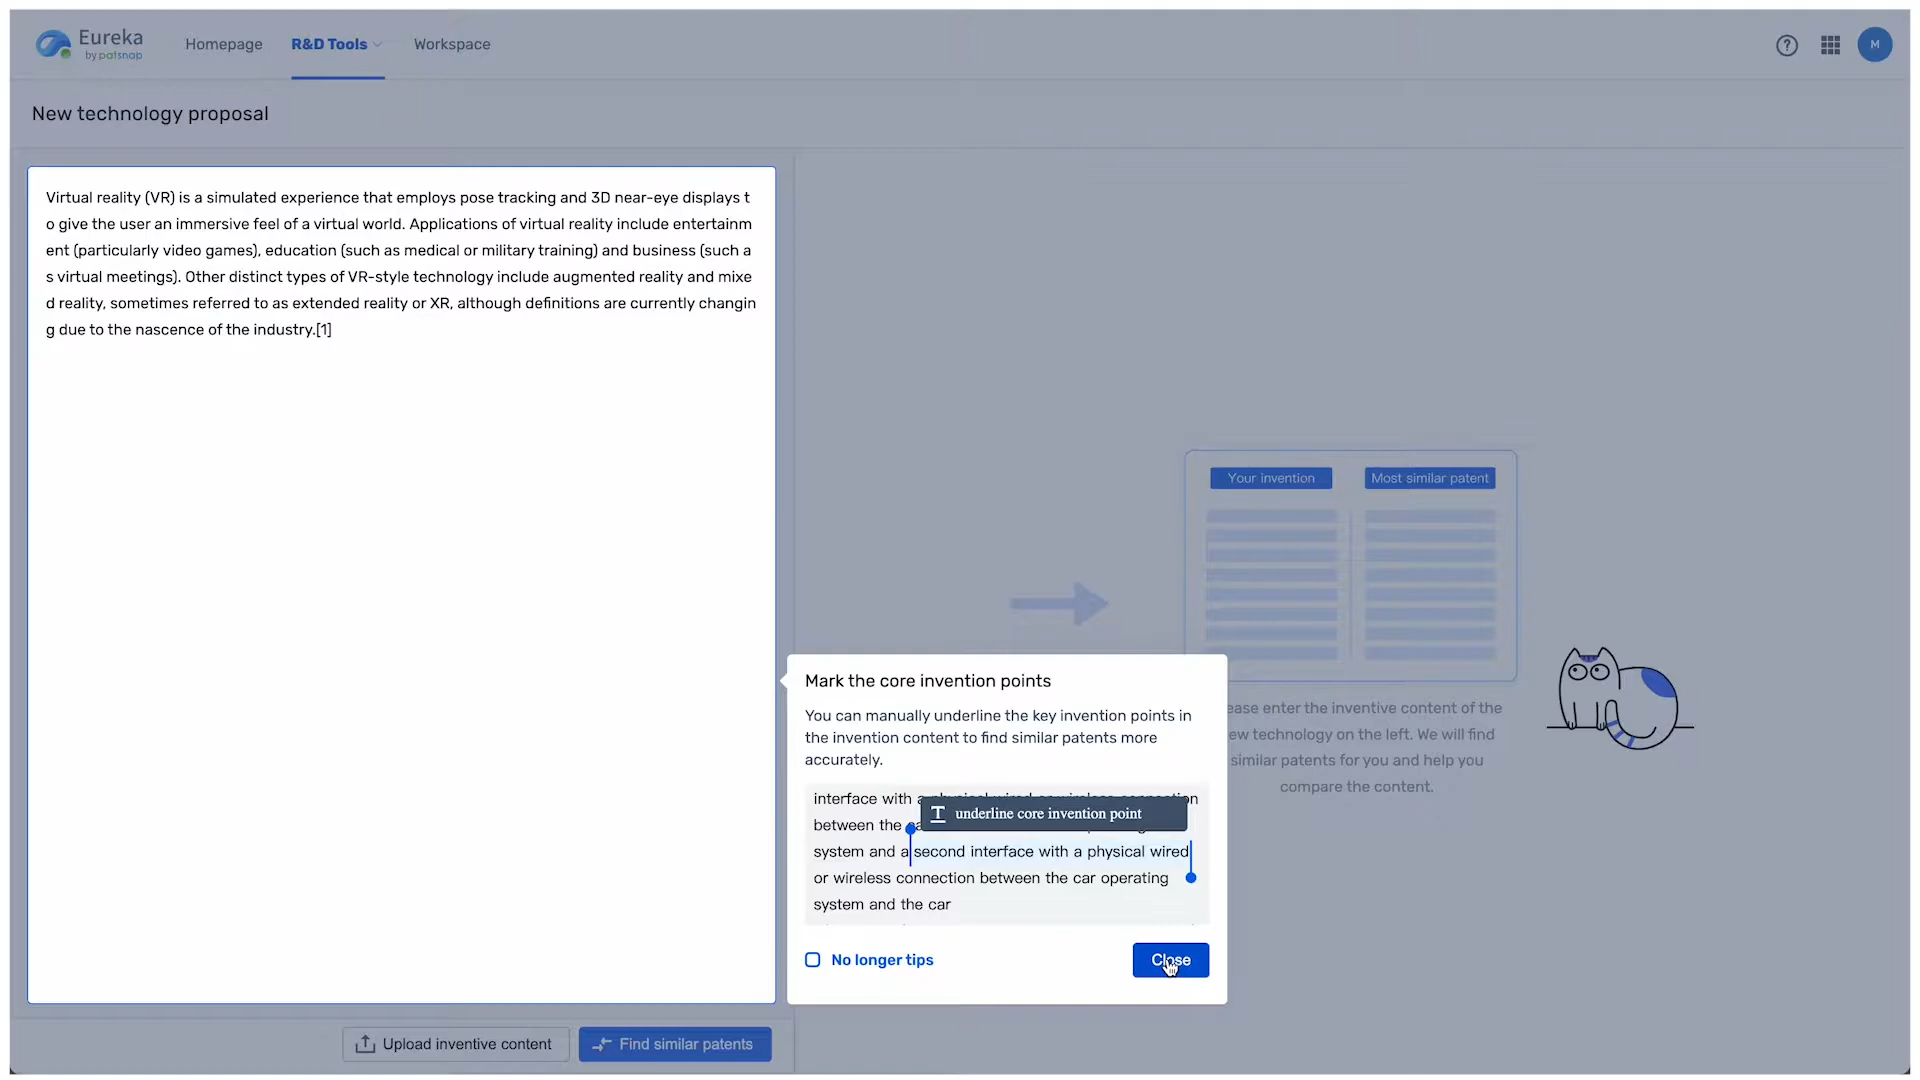 Eureka
by patsnap
Homepage
R&D Tools
Workspace
M
New technology proposal
Virtual reality (VR) is a simulated experience that employs pose tracking and 3D near-eye displays t
o give the user an immersive feel of a virtual world. Applications of virtual reality include entertainm
ent (particularly video games), education (such as medical or military training) and business (such a
s virtual meetings). Other distinct types of VR-style technology include augmented reality and mixe
d reality, sometimes referred to as extended reality or XR, although definitions are currently changin
g due to the nascence of the industry.[1]
Upload inventive content
Find similar patents
Your invention
Most similar patent
ease enter the inventive content of the
ew technology on the left. We will find
similar patents for you and help you
compare the content.
Mark the core invention points
You can manually underline the key invention points in
the invention content to find similar patents more
accurately.
interface with a physical wired or wireless connection
underline core invention point
between the
system and a second interface with a physical wired
or wireless connection between the car operating
system and the car
No longer tips
Close